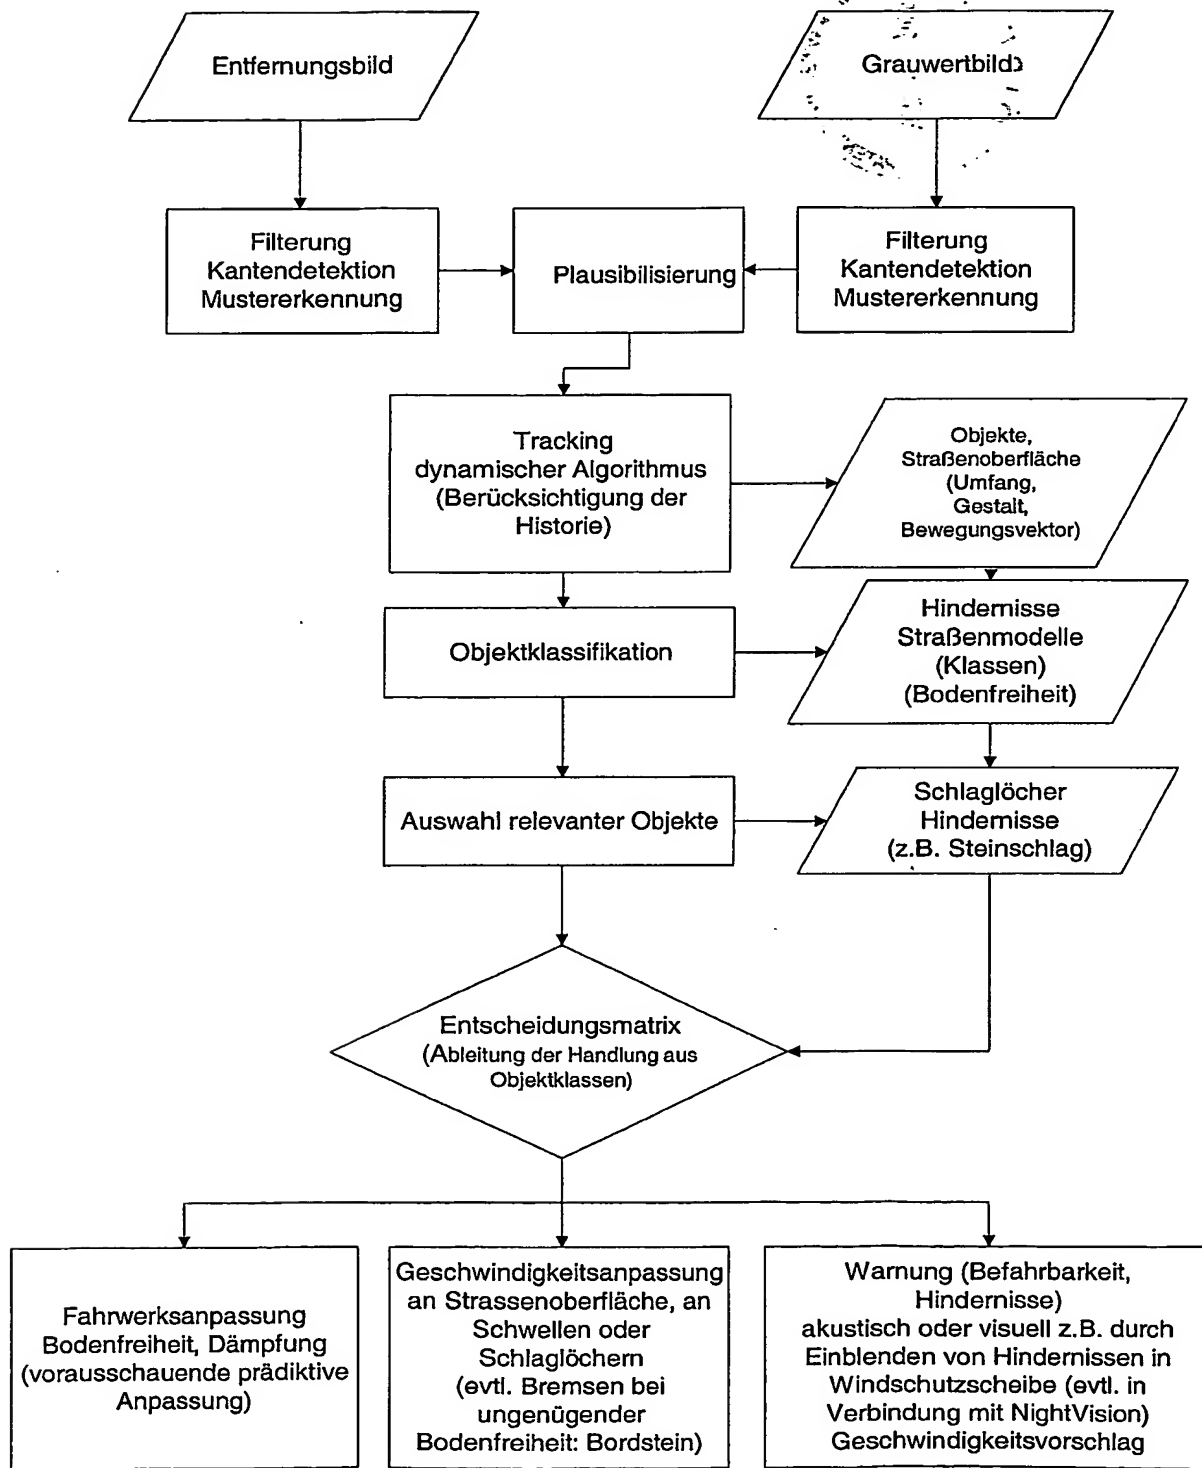 Entfernungsbild
Grauwertbild
Filterung
Kantendetektion
Mustererkennung
Plausibilisierung
Filterung
Kantendetektion
Mustererkennung
Tracking
dynamischer Algorithmus
(Berücksichtigung der
Historie)
Objekte,
Straßenoberfläche
(Umfang,
Gestalt,
Bewegungsvektor)
Objektklassifikation
Hindernisse
Straßenmodelle
(Klassen)
(Bodenfreiheit)
Auswahl relevanter Objekte
Schlaglöcher
Hindernisse
(z.B. Steinschlag)
Entscheidungsmatrix
(Ableitung der Handlung aus
Objektklassen)
Fahrwerksanpassung
Bodenfreiheit, Dämpfung
(vorausschauende prädiktive
Anpassung)
Geschwindigkeitsanpassung
an Strassenoberfläche, an
Schwellen oder
Schlaglöchern
(evtl. Bremsen bei
ungenügender
Bodenfreiheit: Bordstein)
Warnung (Befahrbarkeit,
Hindernisse)
akustisch oder visuell z.B. durch
Einblenden von Hindernissen in
Windschutzscheibe (evtl. in
Verbindung mit NightVision)
Geschwindigkeitsvorschlag